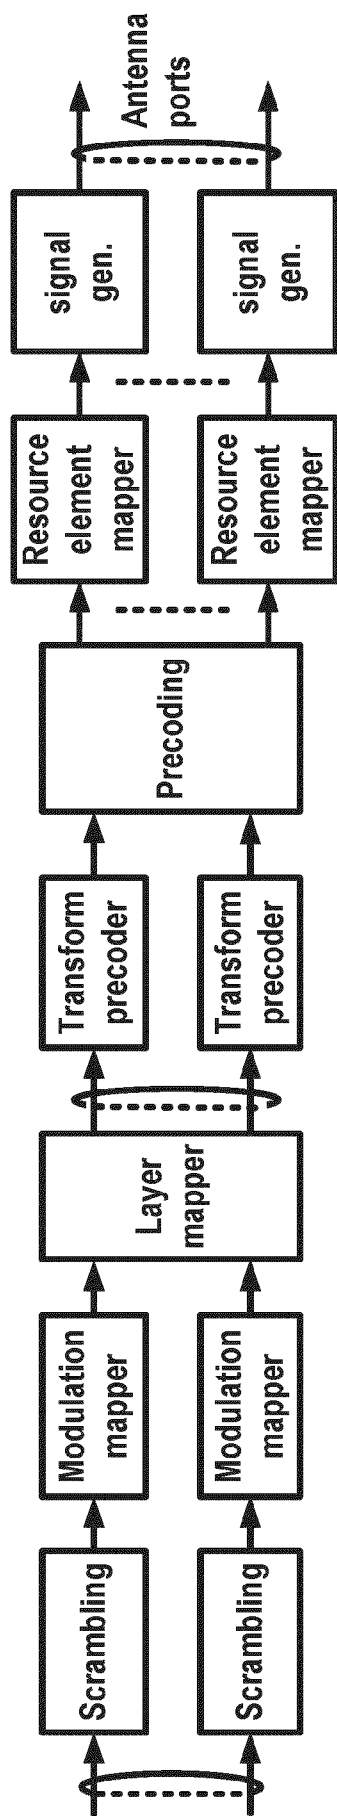 Scrambling
Scrambling
Modulation
mapper
Modulation
mapper
Layer
mapper
Transform
precoder
Transform
precoder
Precoding
Resource
element
mapper
Resource
element
mapper
signal
gen.
signal
gen.
Antenna
ports